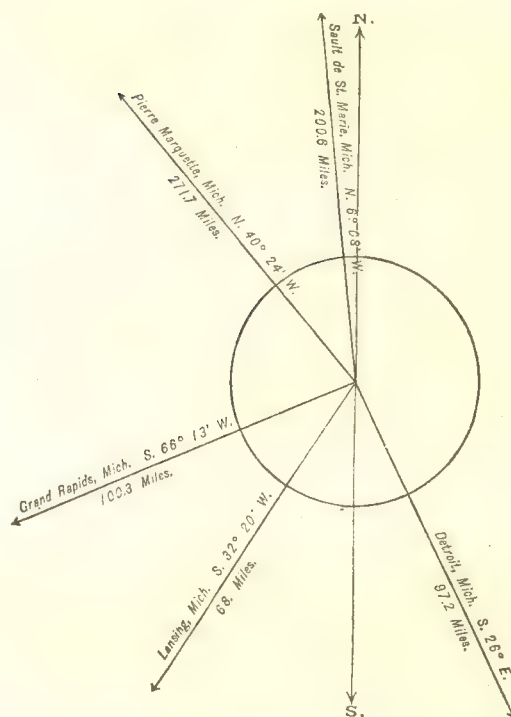 N.
Sault de St. Marie, Mich. N. 6° 08' W.
200.6 Miles.
Pierre Marquette, Mich. N. 40° 24' W.
271.7 Miles.
Grand Rapids, Mich. S. 66° 13' W.
100.3 Miles.
Lansing, Mich. S. 32° 20' W.
68. Miles.
Detroit, Mich. S. 26° E.
97.2 Miles.
S.